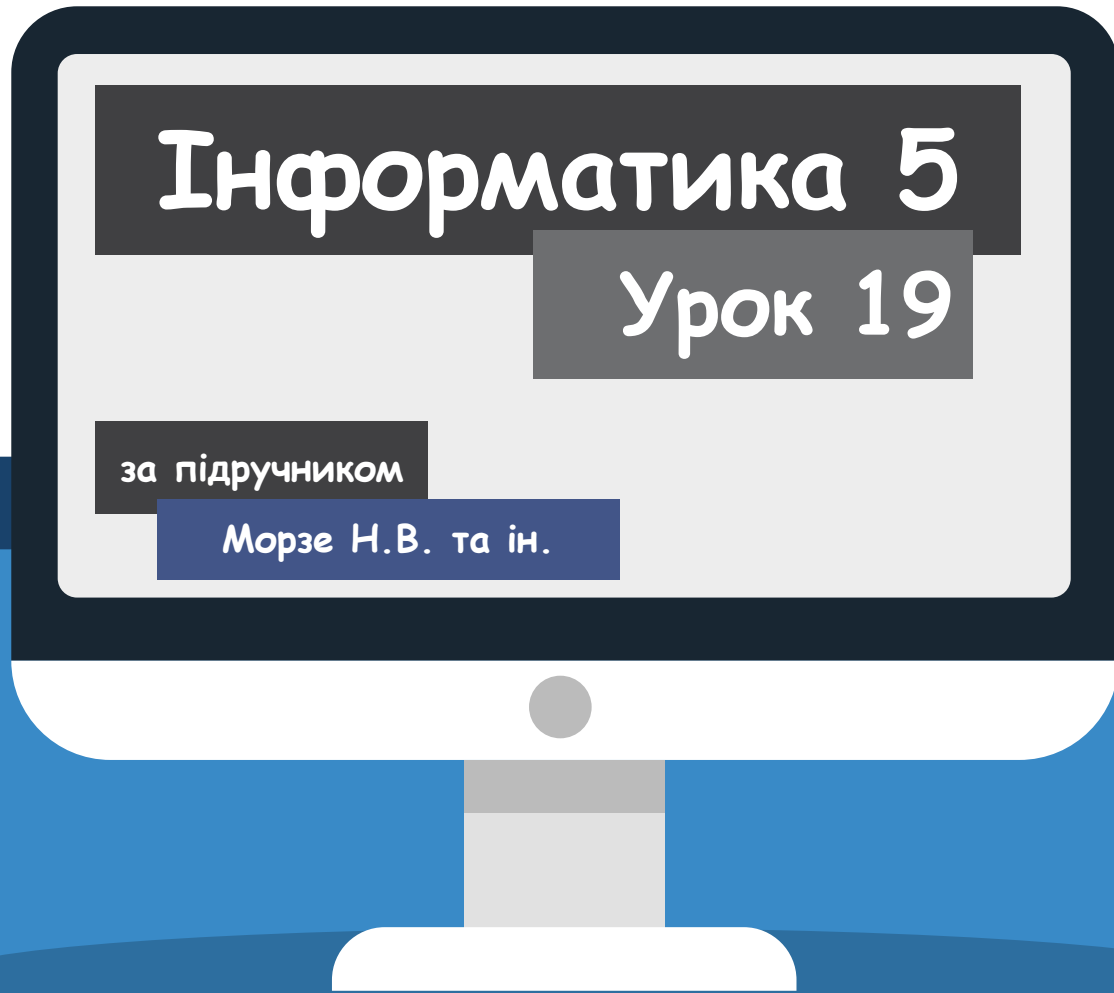 Інформатика 5
Урок 19
за підручником
Морзе Н.В. та ін.